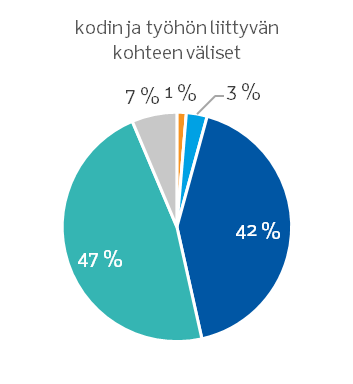 kodin ja työhön liittyvän
kohteen väliset
7 % 1 % 3 %
42 %
47 %